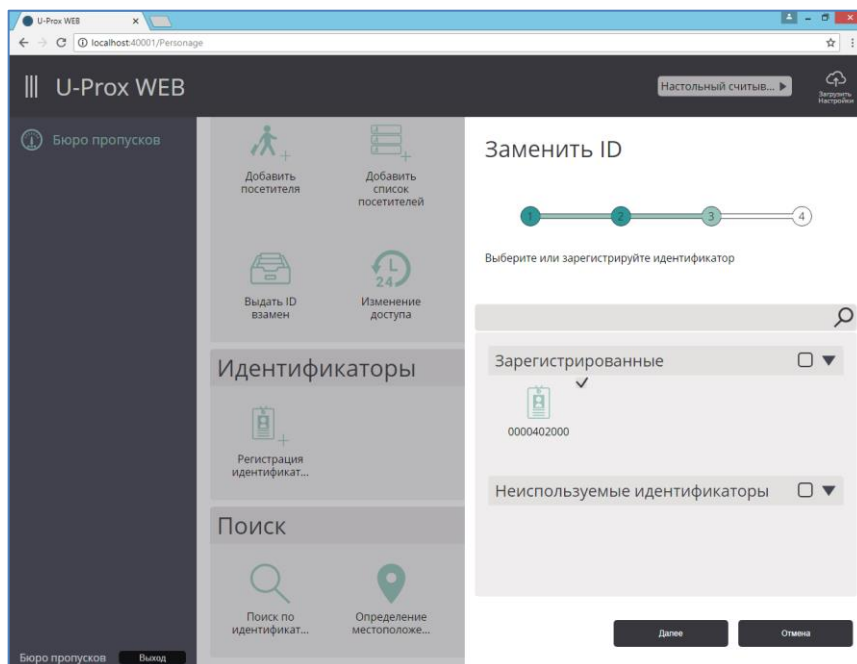 U-Prox WEB
localhost:40001/Personage
U-Prox WEB
Настольный считыв...
Загрузить
Настройки
Бюро пропусков
Добавить
посетителя
Добавить
список
посетителей
Выдать ID
взамен
24
Изменение
доступа
Идентификаторы
Регистрация
идентификат...
Поиск
Поиск по
идентификат...
Определение
местоположе...
Заменить ID
1 2 3 4
Выберите или зарегистрируйте идентификатор
Зарегистрированные
0000402000
Неиспользуемые идентификаторы
Далее
Отмена
Бюро пропусков
Выход